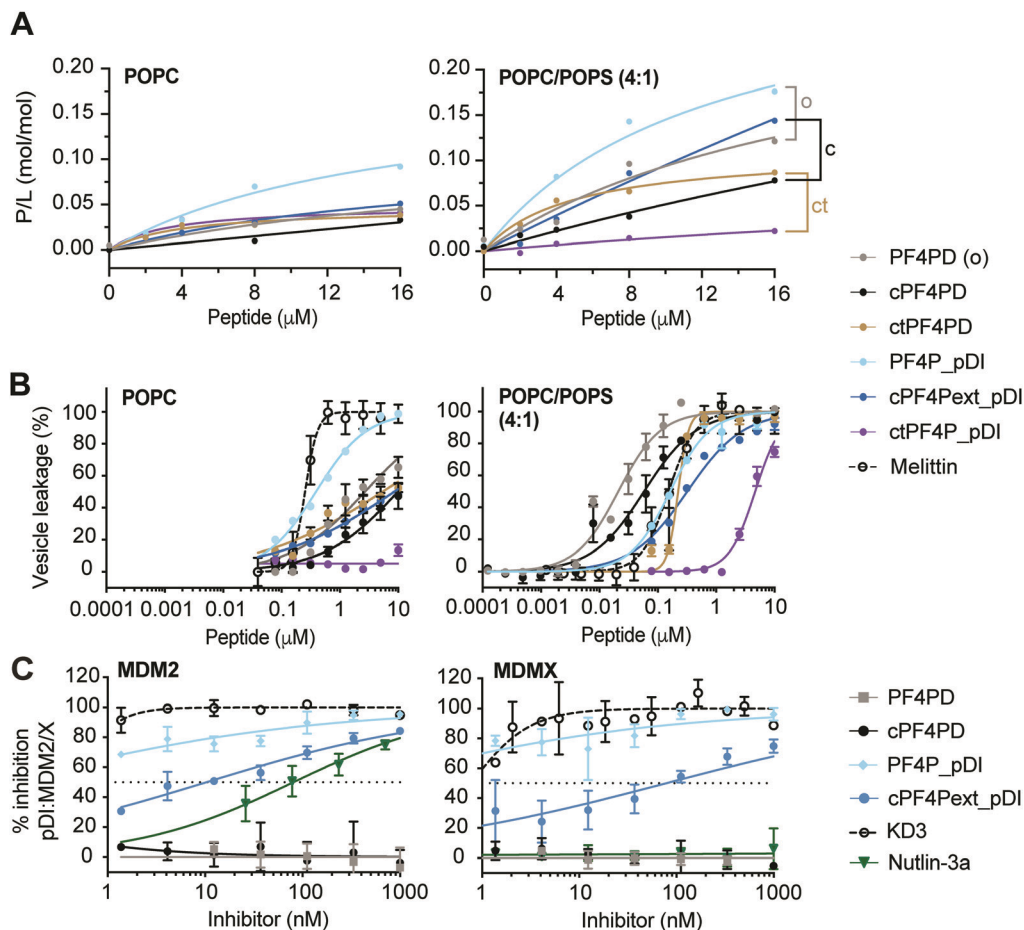 A
POPC
POPC/POPS (4:1)
P/L (mol/mol)
0.20
0.15
0.10
0.05
0.00
0 4 8 12 16
Peptide (μM)
0.20
0.15
0.10
0.05
0.00
0 4 8 12 16
Peptide (μM)
o
c
ct
PF4PD (o)
cPF4PD
ctPF4PD
PF4P_pDI
cPF4Pext_pDI
ctPF4P_pDI
Melittin
B
POPC
POPC/POPS
(4:1)
Vesicle leakage (%)
100
80
60
40
20
0
0.0001 0.001 0.01 0.1 1 10
Peptide (μM)
100
80
60
40
20
0
0.0001 0.001 0.01 0.1 1 10
Peptide (μM)
C
MDM2
MDMX
% inhibition
pDI:MDM2/X
120
100
80
60
40
20
0
1 10 100 1000
Inhibitor (nM)
120
100
80
60
40
20
0
1 10 100 1000
Inhibitor (nM)
PF4PD
cPF4PD
PF4P_pDI
cPF4Pext_pDI
KD3
Nutlin-3a